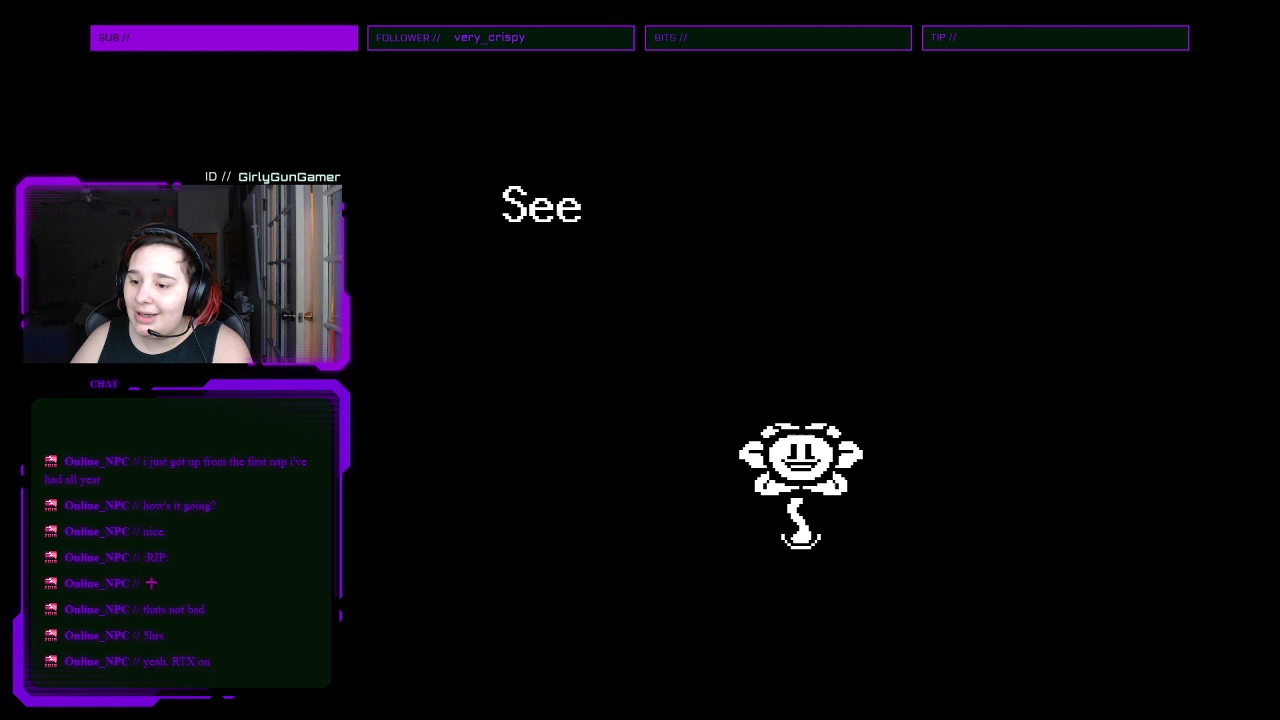 SUB //
FOLLOWER // very_crispy
BITS //
TIP //
ID // GirlyGunGamer
See
CHAT
Online_NPC // i just got up from the first nap i've
had all year
Online_NPC // how's it going?
Online_NPC // nice.
Online_NPC // :RIP:
Online_NPC //
Online_NPC // thats not bad
Online_NPC // 5hrs
Online_NPC // yeah. RTX on